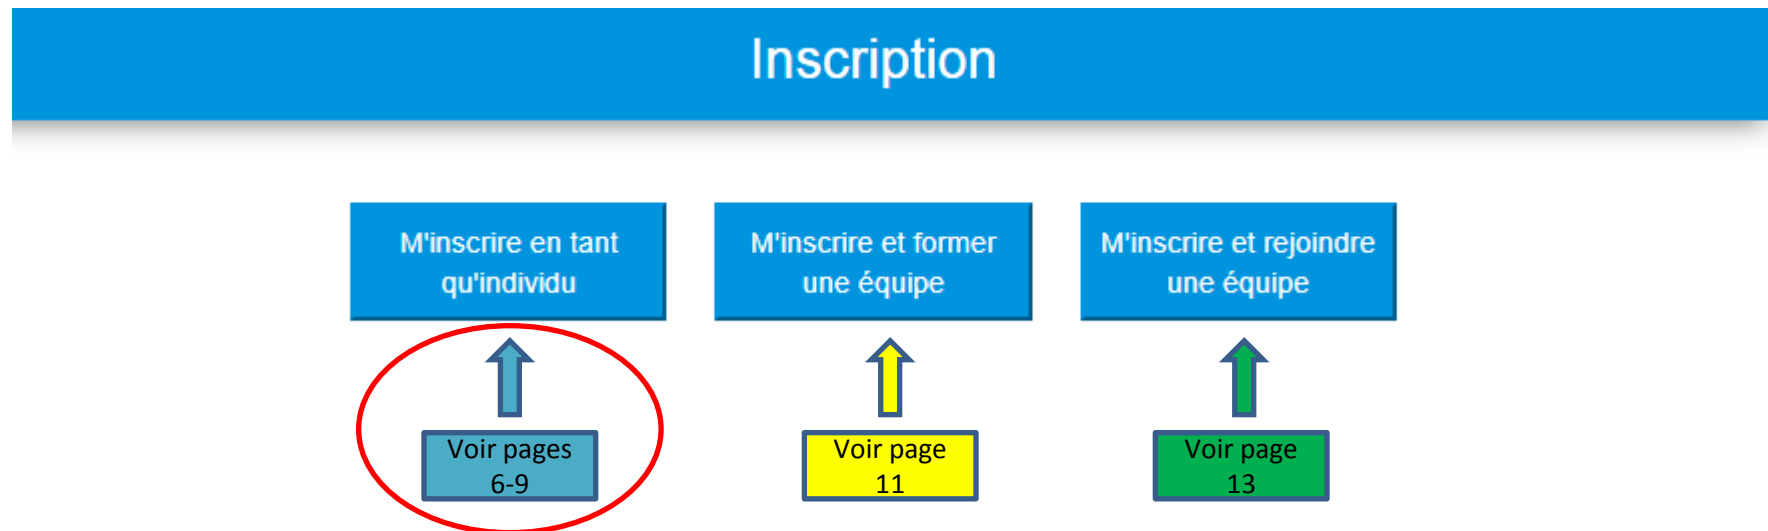 Inscription
M'inscrire en tant
qu'individu
M'inscrire et former
une équipe
M'inscrire et rejoindre
une équipe
Voir pages
6-9
Voir page
11
Voir page
13